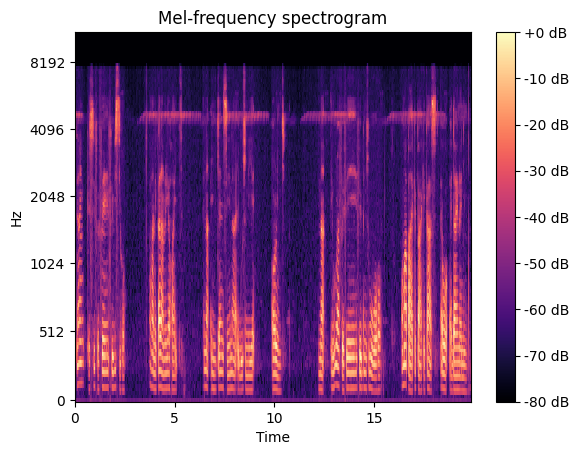 Mel-frequency spectrogram
Hz
8192
4096
2048
1024
512
0
0
5
10
15
Time
+0 dB
-10 dB
-20 dB
-30 dB
-40 dB
-50 dB
-60 dB
-70 dB
-80 dB